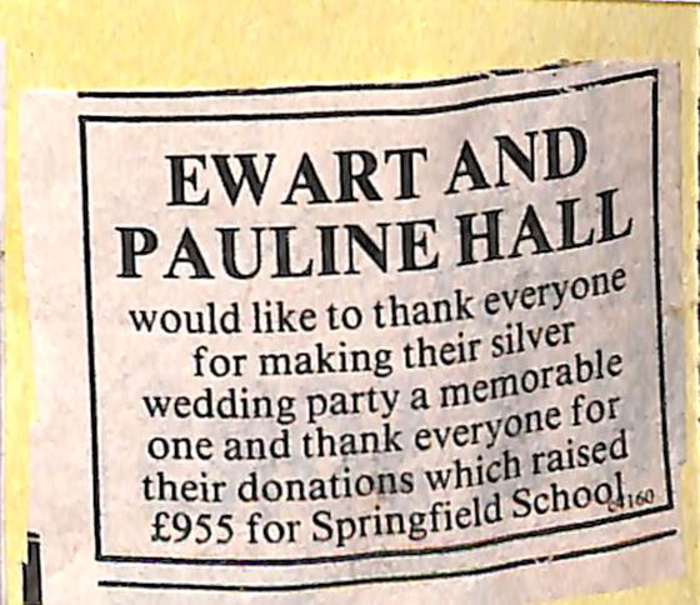 EWART AND
PAULINE HALL
would like to thank everyone
for making their silver
wedding party a memorable
one and thank everyone for
their donations which raised
£955 for Springfield School